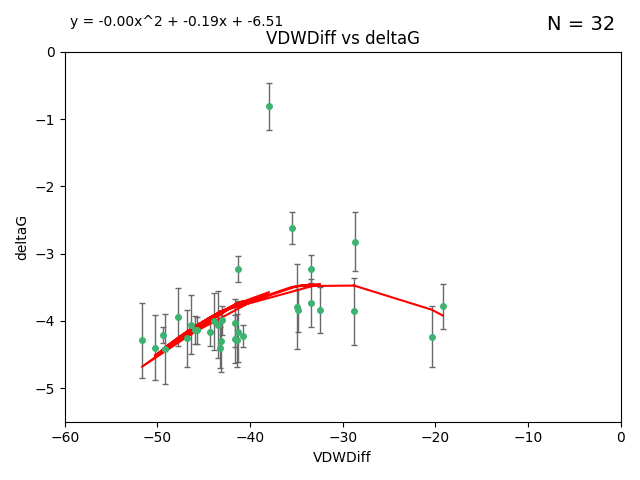 y = -0.00x^2 + -0.19x + -6.51
N = 32
VDWDiff vs deltaG
0
−1
−2
−3
−4
−5
deltaG
−60 −50 −40 −30 −20 −10 0
VDWDiff